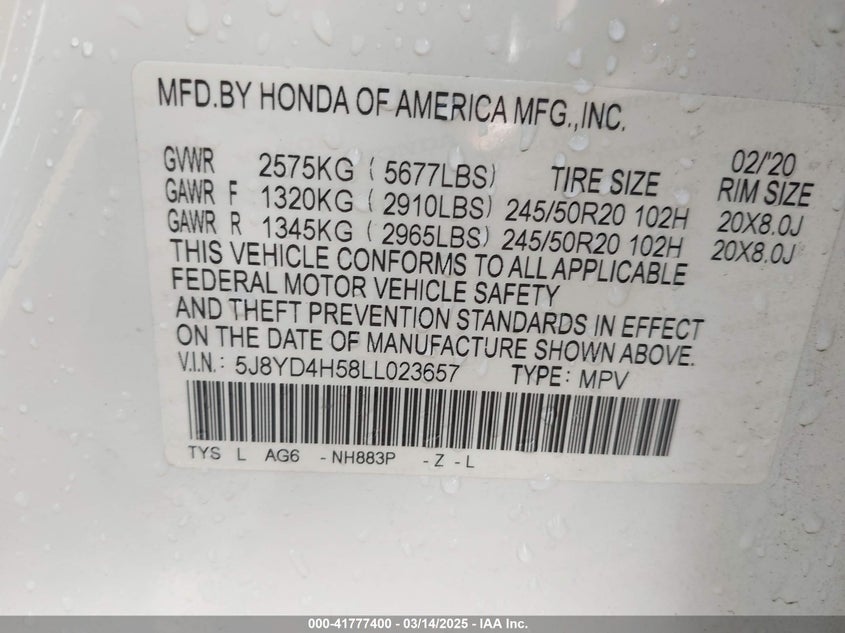 MFD.BY HONDA OF AMERICA MFG.,INC.
02/'20
GVWR 2575KG ( 5677LBS) TIRE SIZE RIM SIZE
GAWR F 1320KG ( 2910LBS) 245/50R20 102H 20X8.0J
GAWR R 1345KG ( 2965LBS) 245/50R20 102H 20X8.0J
THIS VEHICLE CONFORMS TO ALL APPLICABLE
FEDERAL MOTOR VEHICLE SAFETY
AND THEFT PREVENTION STANDARDS IN EFFECT
ON THE DATE OF MANUFACTURE SHOWN ABOVE.
V.I.N.: 5J8YD4H58LL023657 TYPE: MPV
TYS L AG6 -NH883P -Z -L
000-41777400 - 03/14/2025 - IAA Inc.